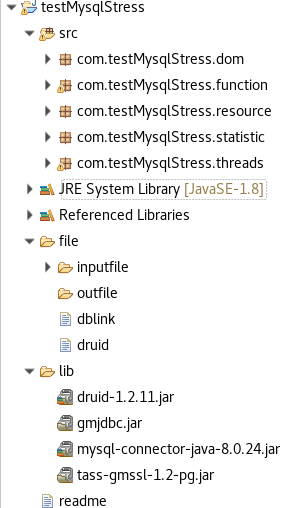 testMysqlStress
src
com.testMysqlStress.dom
com.testMysqlStress.function
com.testMysqlStress.resource
com.testMysqlStress.statistic
com.testMysqlStress.threads
JRE System Library [JavaSE-1.8]
Referenced Libraries
file
inputfile
outfile
dblink
druid
lib
druid-1.2.11.jar
gmjdbc.jar
mysql-connector-java-8.0.24.jar
tass-gmssl-1.2-pg.jar
readme